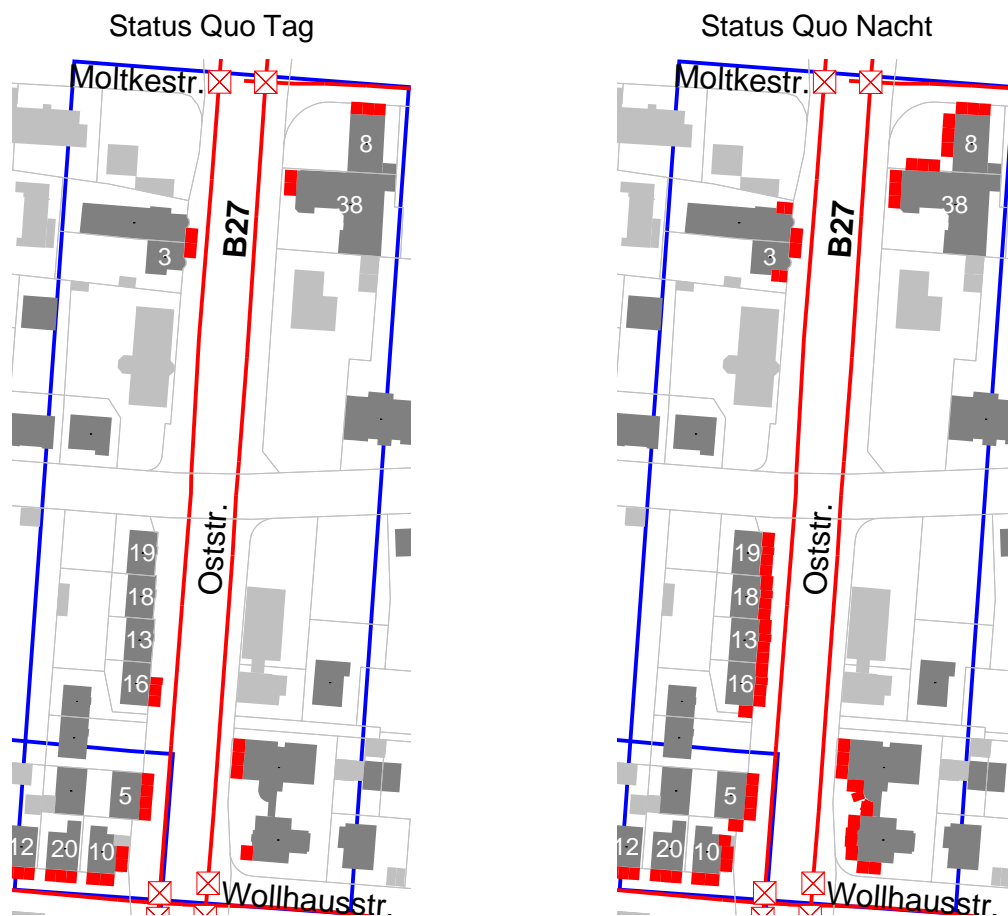 Status Quo Tag
Moltkestr.
8
38
B27
3
Oststr.
19
18
13
16
5
12
20
10
Wollhausstr.
Status Quo Nacht
Moltkestr.
8
38
B27
3
Oststr.
19
18
13
16
5
12
20
10
Wollhausstr.